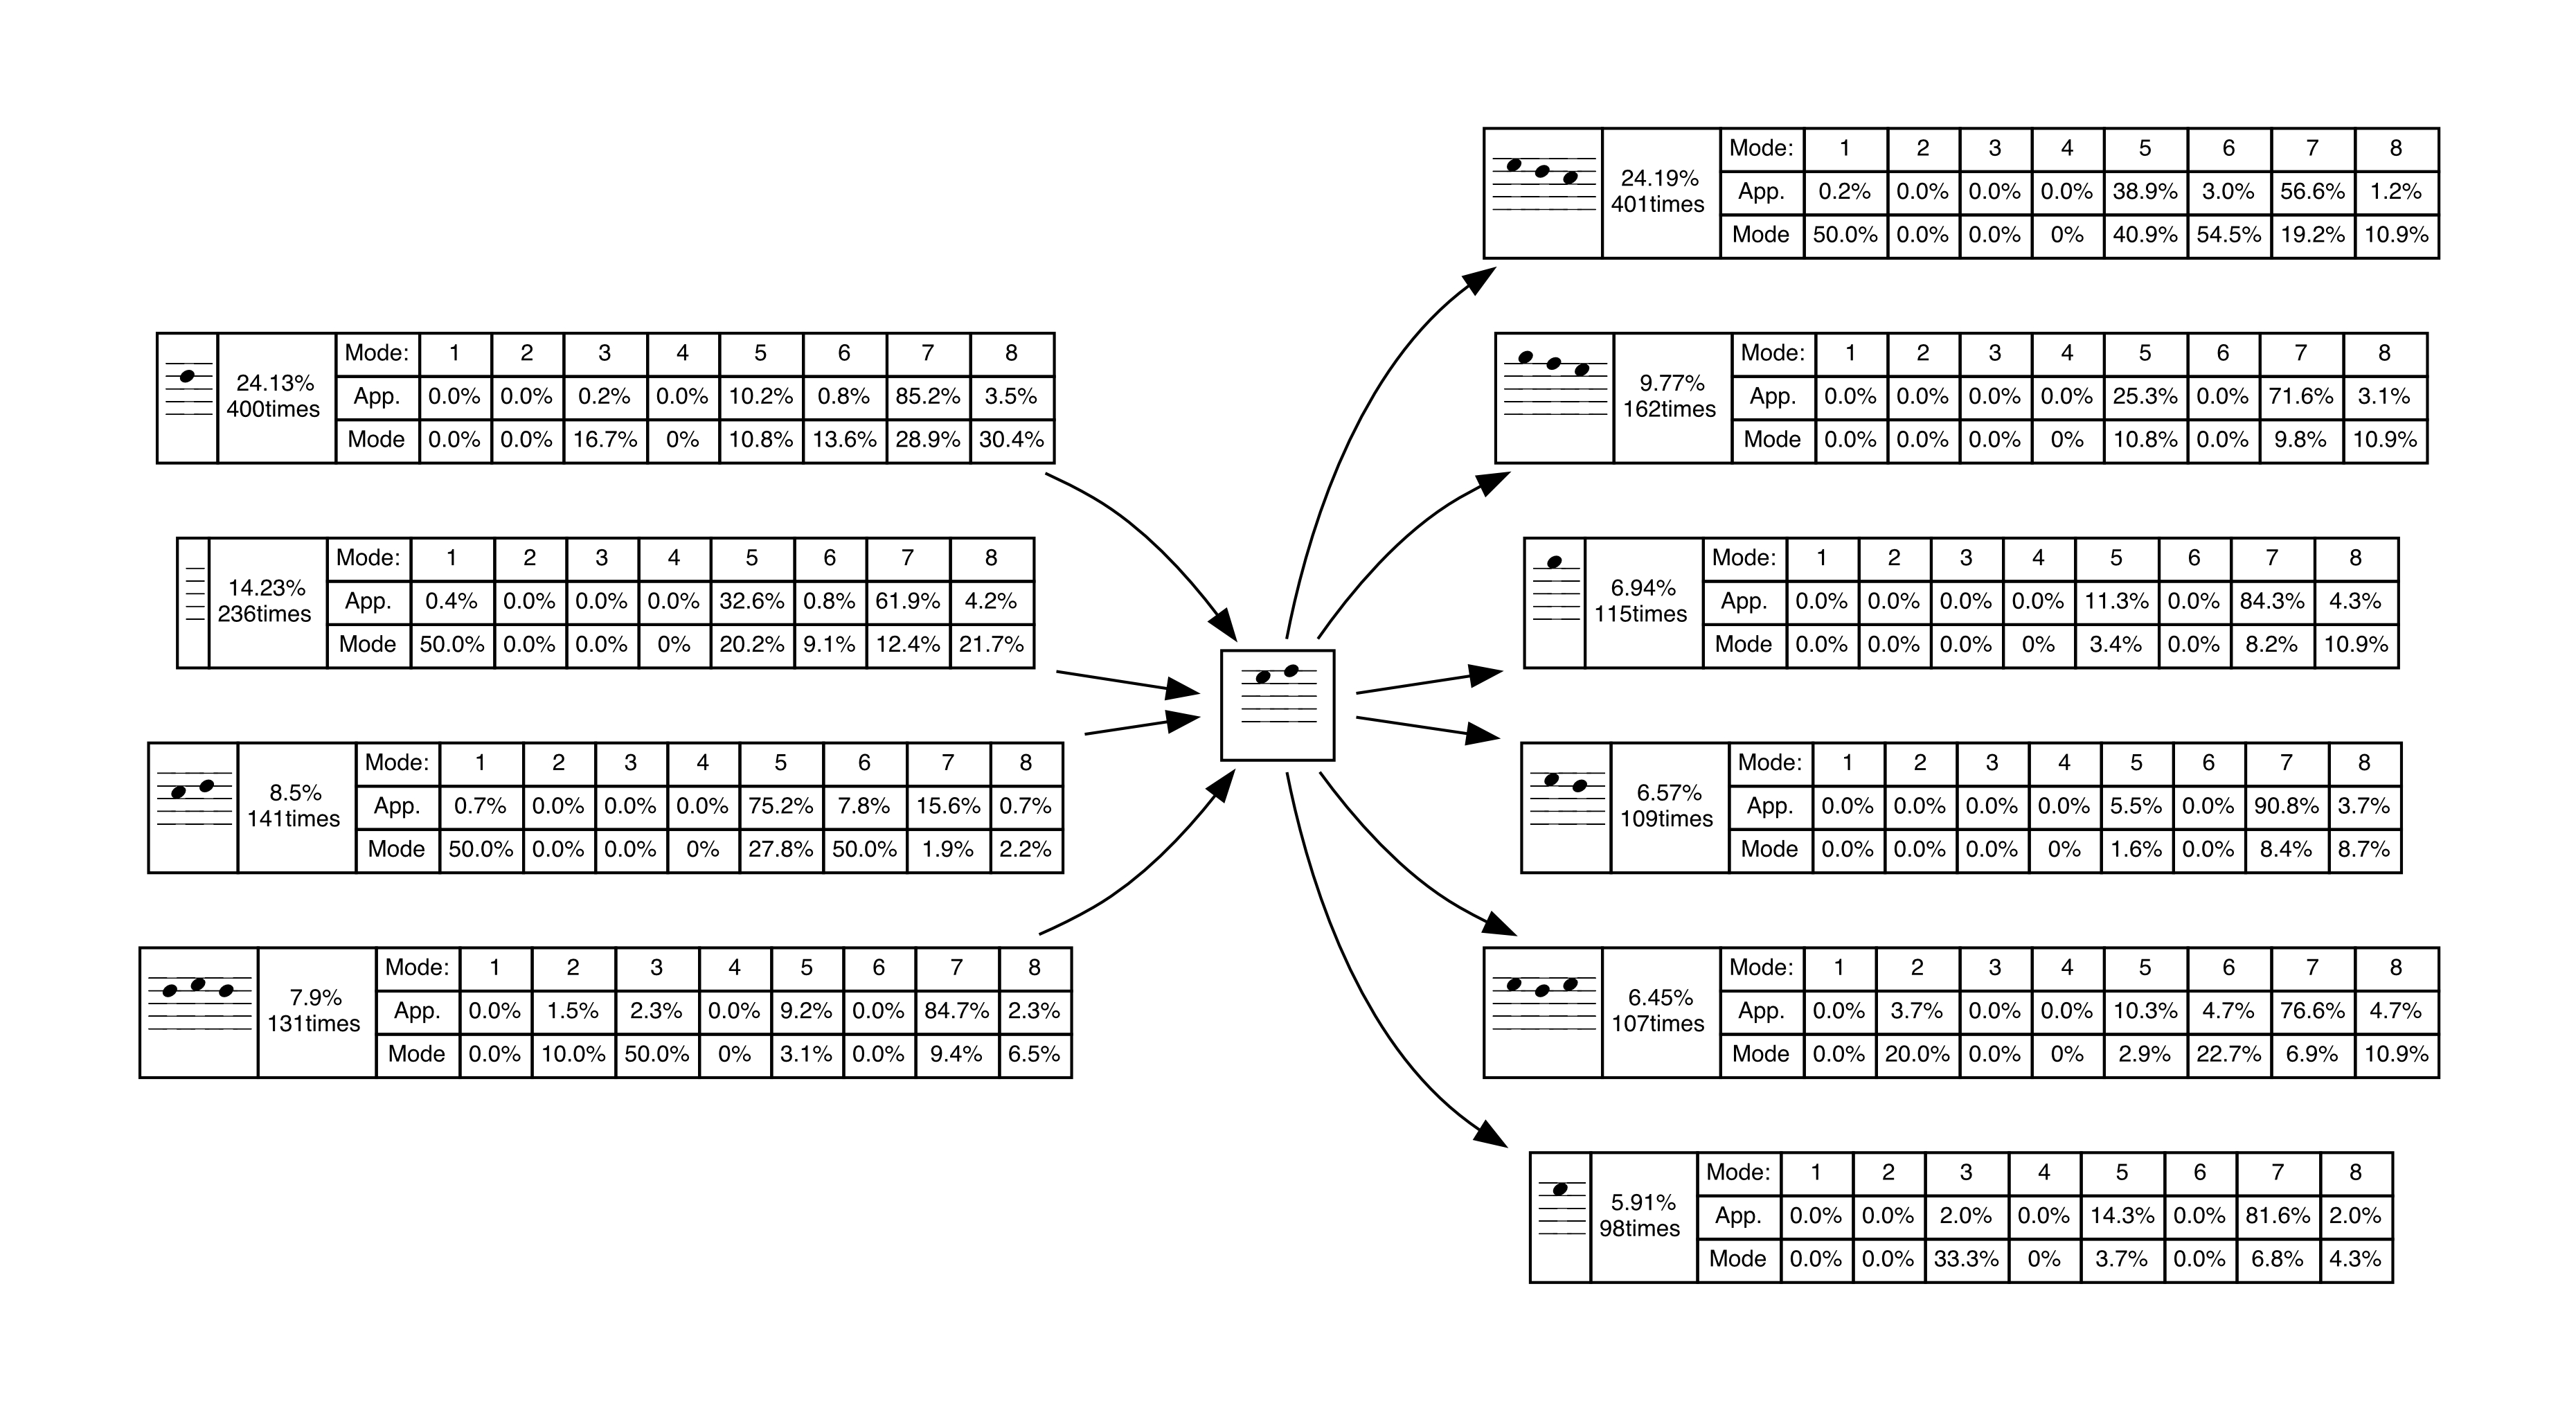 24.13%
400times
Mode: 1 2 3 4 5 6 7 8
App. 0.0% 0.0% 0.2% 0.0% 10.2% 0.8% 85.2% 3.5%
Mode 0.0% 0.0% 16.7% 0% 10.8% 13.6% 28.9% 30.4%
14.23%
236times
Mode: 1 2 3 4 5 6 7 8
App. 0.4% 0.0% 0.0% 0.0% 32.6% 0.8% 61.9% 4.2%
Mode 50.0% 0.0% 0.0% 0% 20.2% 9.1% 12.4% 21.7%
8.5%
141times
Mode: 1 2 3 4 5 6 7 8
App. 0.7% 0.0% 0.0% 0.0% 75.2% 7.8% 15.6% 0.7%
Mode 50.0% 0.0% 0.0% 0% 27.8% 50.0% 1.9% 2.2%
7.9%
131times
Mode: 1 2 3 4 5 6 7 8
App. 0.0% 1.5% 2.3% 0.0% 9.2% 0.0% 84.7% 2.3%
Mode 0.0% 10.0% 50.0% 0% 3.1% 0.0% 9.4% 6.5%
24.19%
401times
Mode: 1 2 3 4 5 6 7 8
App. 0.2% 0.0% 0.0% 0.0% 38.9% 3.0% 56.6% 1.2%
Mode 50.0% 0.0% 0.0% 0% 40.9% 54.5% 19.2% 10.9%
9.77%
162times
Mode: 1 2 3 4 5 6 7 8
App. 0.0% 0.0% 0.0% 0.0% 25.3% 0.0% 71.6% 3.1%
Mode 0.0% 0.0% 0.0% 0% 10.8% 0.0% 9.8% 10.9%
6.94%
115times
Mode: 1 2 3 4 5 6 7 8
App. 0.0% 0.0% 0.0% 0.0% 11.3% 0.0% 84.3% 4.3%
Mode 0.0% 0.0% 0.0% 0% 3.4% 0.0% 8.2% 10.9%
6.57%
109times
Mode: 1 2 3 4 5 6 7 8
App. 0.0% 0.0% 0.0% 0.0% 5.5% 0.0% 90.8% 3.7%
Mode 0.0% 0.0% 0.0% 0% 1.6% 0.0% 8.4% 8.7%
6.45%
107times
Mode: 1 2 3 4 5 6 7 8
App. 0.0% 3.7% 0.0% 0.0% 10.3% 4.7% 76.6% 4.7%
Mode 0.0% 20.0% 0.0% 0% 2.9% 22.7% 6.9% 10.9%
5.91%
98times
Mode: 1 2 3 4 5 6 7 8
App. 0.0% 0.0% 2.0% 0.0% 14.3% 0.0% 81.6% 2.0%
Mode 0.0% 0.0% 33.3% 0% 3.7% 0.0% 6.8% 4.3%